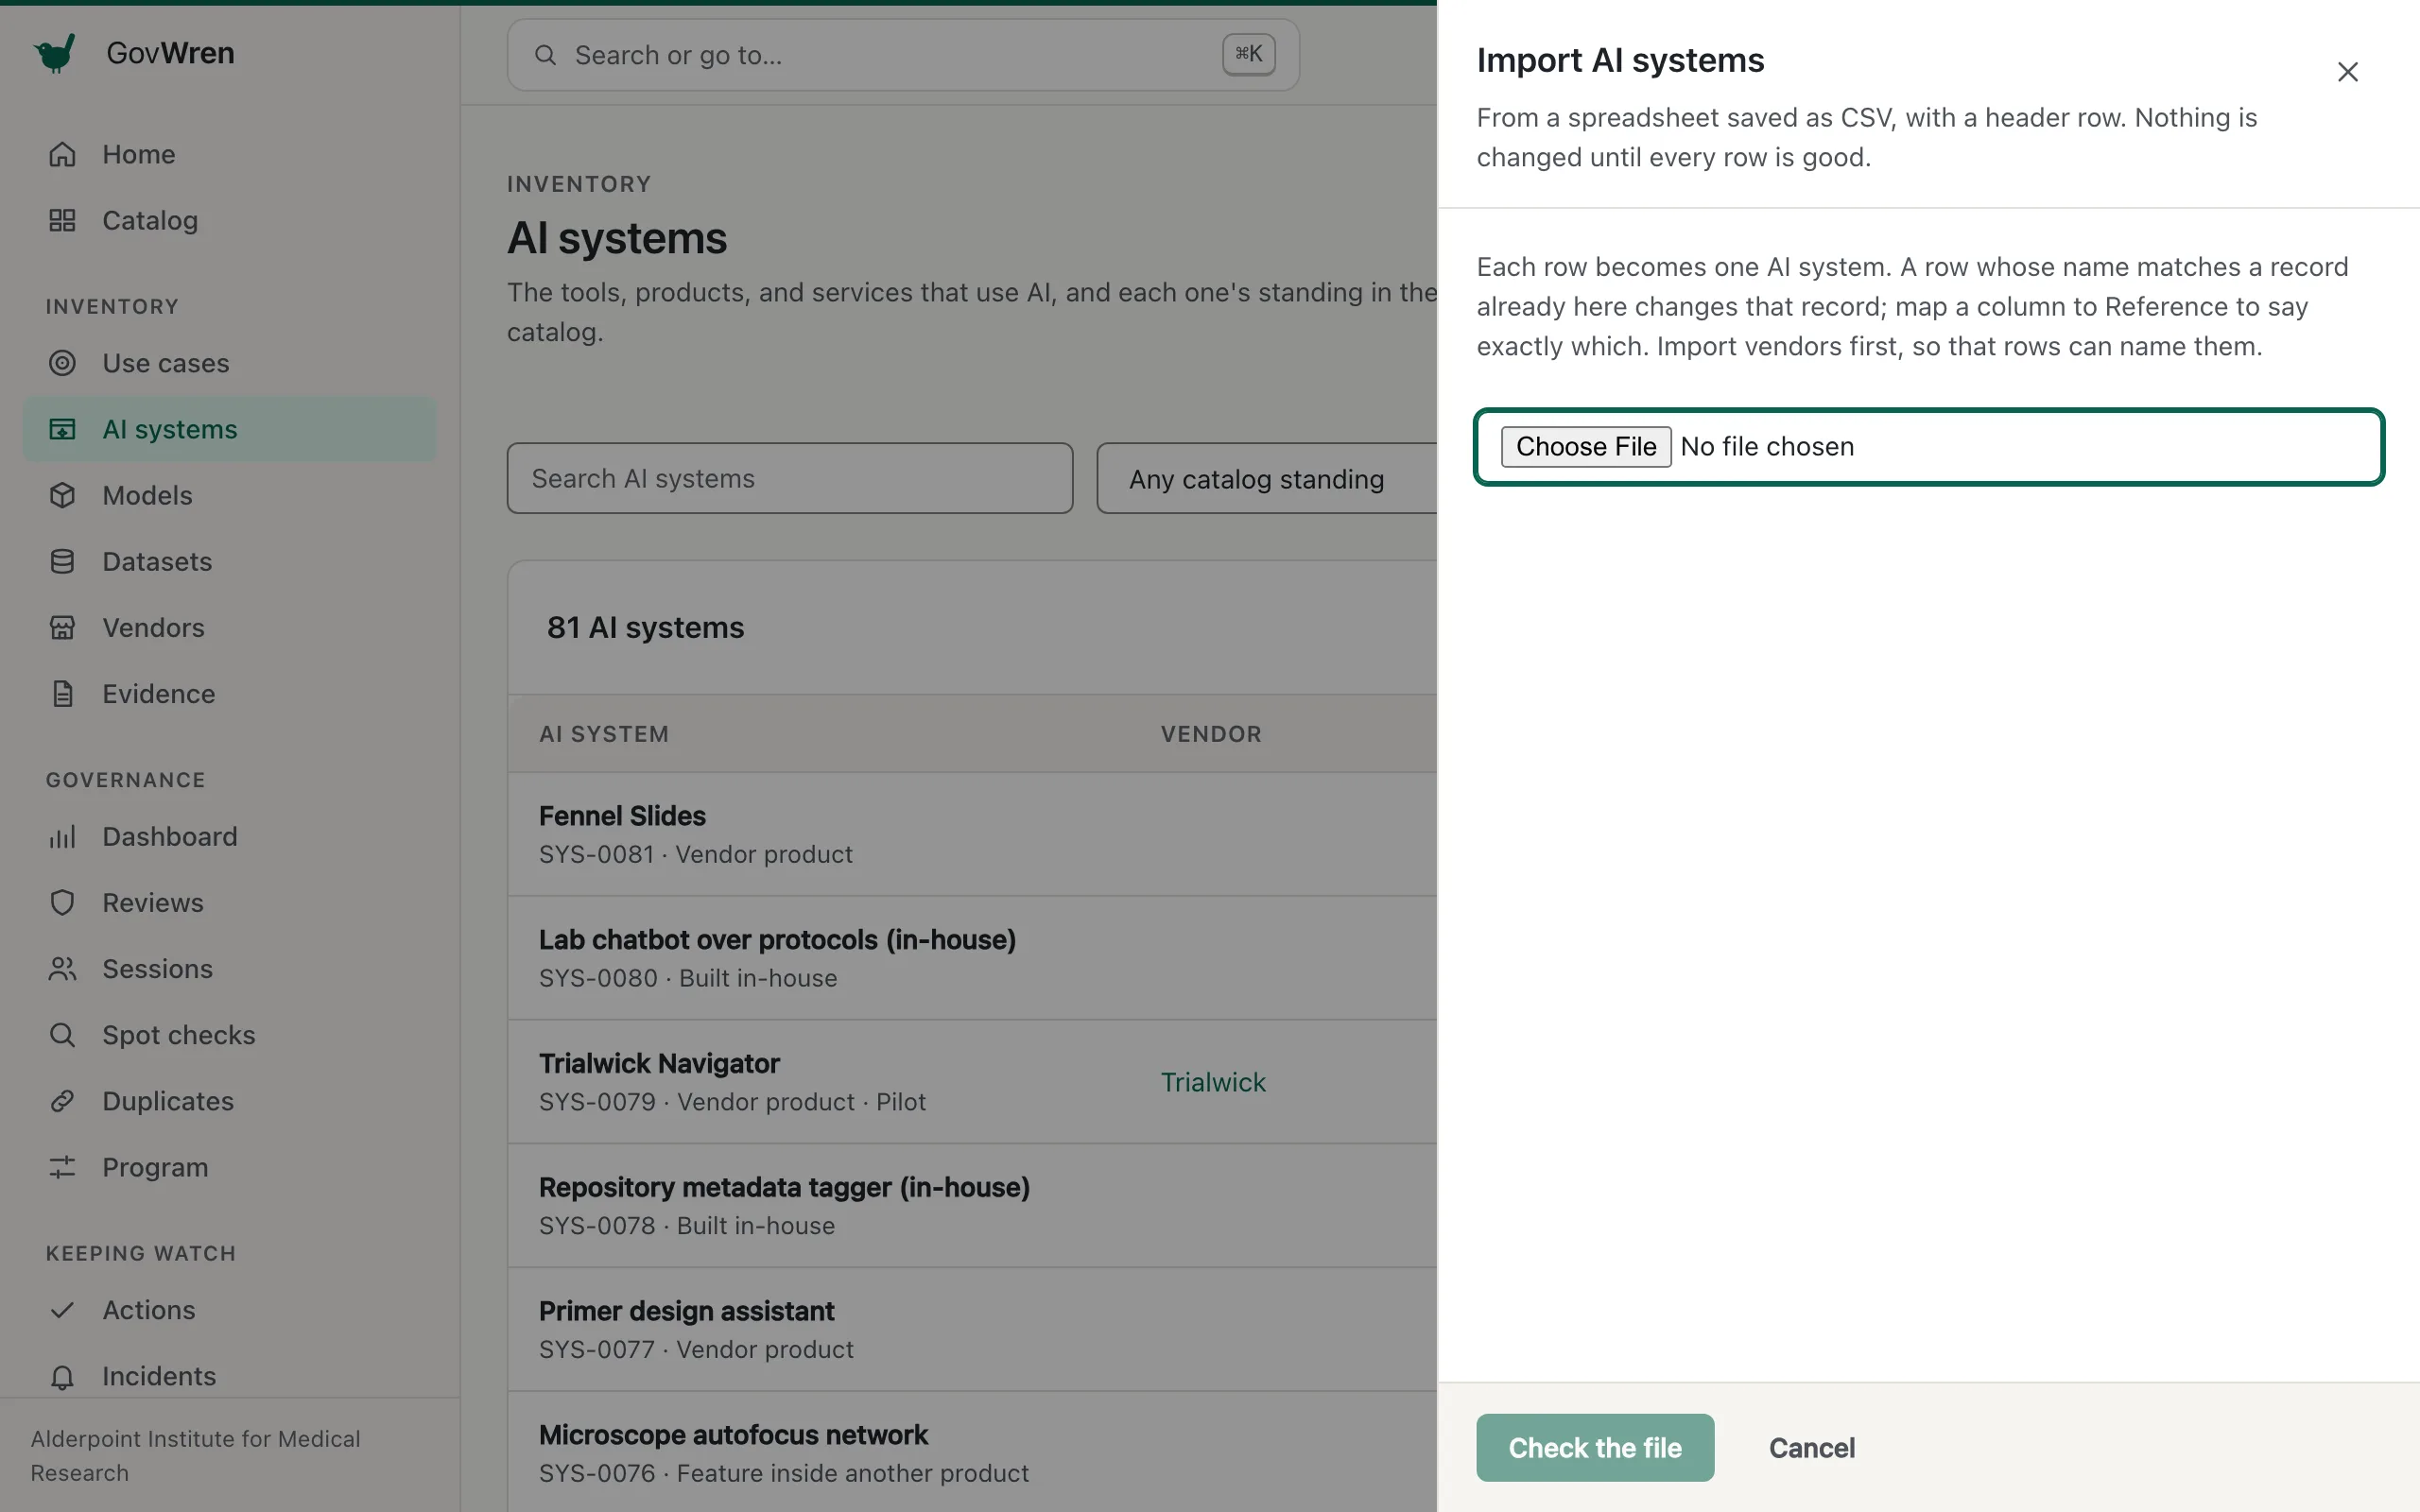 GovWren
Home
Catalog
INVENTORY
Use cases
AI systems
Models
Datasets
Vendors
Evidence
GOVERNANCE
Dashboard
Reviews
Sessions
Spot checks
Duplicates
Program
KEEPING WATCH
Actions
Incidents
Alderpoint Institute for Medical
Research
Search or go to...
⌘K
INVENTORY
AI systems
The tools, products, and services that use AI, and each one's standing in the
catalog.
Search AI systems
Any catalog standing
81 AI systems
AI SYSTEM VENDOR
Fennel Slides
SYS-0081 · Vendor product
Lab chatbot over protocols (in-house)
SYS-0080 · Built in-house
Trialwick Navigator
SYS-0079 · Vendor product · Pilot
Trialwick
Repository metadata tagger (in-house)
SYS-0078 · Built in-house
Primer design assistant
SYS-0077 · Vendor product
Microscope autofocus network
SYS-0076 · Feature inside another product
Import AI systems
From a spreadsheet saved as CSV, with a header row. Nothing is
changed until every row is good.
Each row becomes one AI system. A row whose name matches a record
already here changes that record; map a column to Reference to say
exactly which. Import vendors first, so that rows can name them.
Choose File No file chosen
Check the file
Cancel